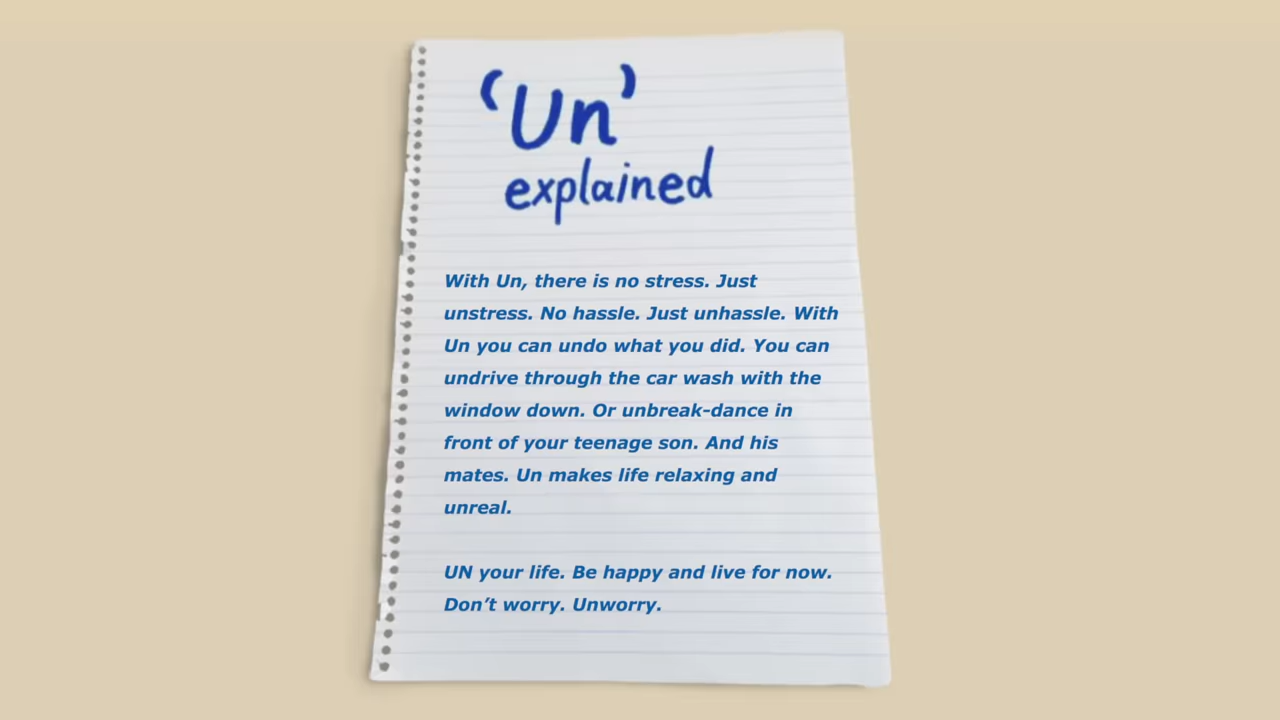 ‘Un’
explained
With Un, there is no stress. Just
unstress. No hassle. Just unhassle. With
Un you can undo what you did. You can
undrive through the car wash with the
window down. Or unbreak-dance in
front of your teenage son. And his
mates. Un makes life relaxing and
unreal.
UN your life. Be happy and live for now.
Don’t worry. Unworry.